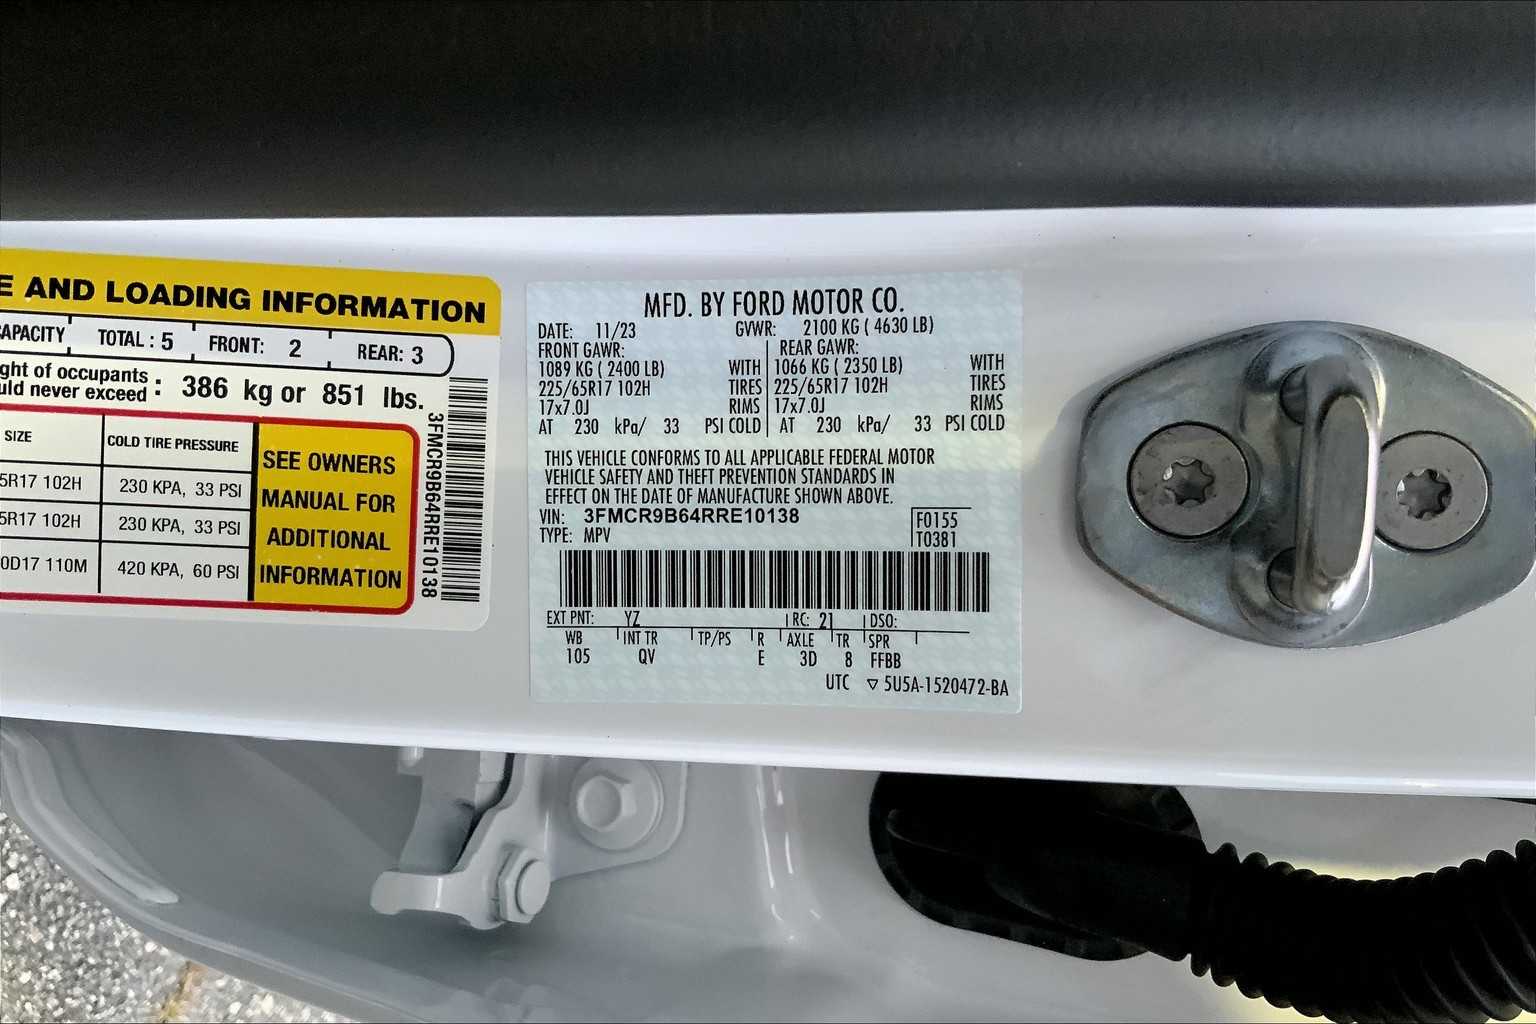 E AND LOADING INFORMATION
APACITY TOTAL : 5 FRONT: 2 REAR: 3
ght of occupants
uld never exceed : 386 kg or 851 lbs.
SIZE COLD TIRE PRESSURE
5R17 102H 230 KPA, 33 PSI
5R17 102H 230 KPA, 33 PSI
0D17 110M 420 KPA, 60 PSI
SEE OWNERS
MANUAL FOR
ADDITIONAL
INFORMATION
3FMCR9B64RRE10138
MFD. BY FORD MOTOR CO.
DATE: 11/23 GVWR: 2100 KG ( 4630 LB)
FRONT GAWR: REAR GAWR:
1089 KG ( 2400 LB) WITH 1066 KG ( 2350 LB) WITH
225/65R17 102H TIRES 225/65R17 102H TIRES
17x7.0J RIMS 17x7.0J RIMS
AT 230 kPa/ 33 PSI COLD AT 230 kPa/ 33 PSI COLD
THIS VEHICLE CONFORMS TO ALL APPLICABLE FEDERAL MOTOR
VEHICLE SAFETY AND THEFT PREVENTION STANDARDS IN
EFFECT ON THE DATE OF MANUFACTURE SHOWN ABOVE.
VIN: 3FMCR9B64RRE10138 F0155
TYPE: MPV T0381
EXT PNT: YZ RC: 21 DSO:
WB INT TR TP/PS R AXLE TR SPR
105 QV E 3D 8 FFBB
UTC ▽ 5U5A-1520472-BA